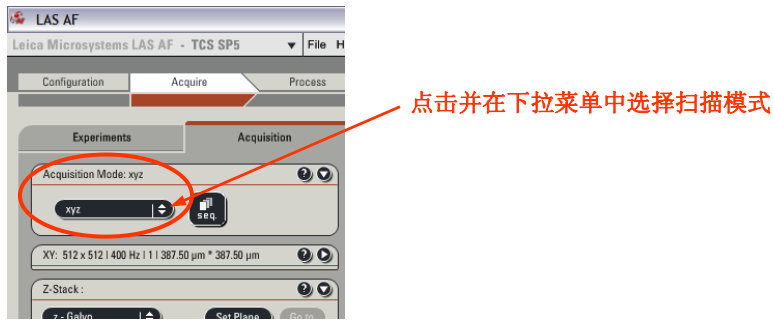 LAS AF
Leica Microsystems LAS AF - TCS SP5 File H
Configuration Acquire Process
点击并在下拉菜单中选择扫描模式
Experiments Acquisition
Acquisition Mode: xyz
xyz
seq.
XY: 512 x 512 | 400 Hz | 1 | 387.50 µm * 387.50 µm
Z-Stack:
z - Galvo Set Plane Go to